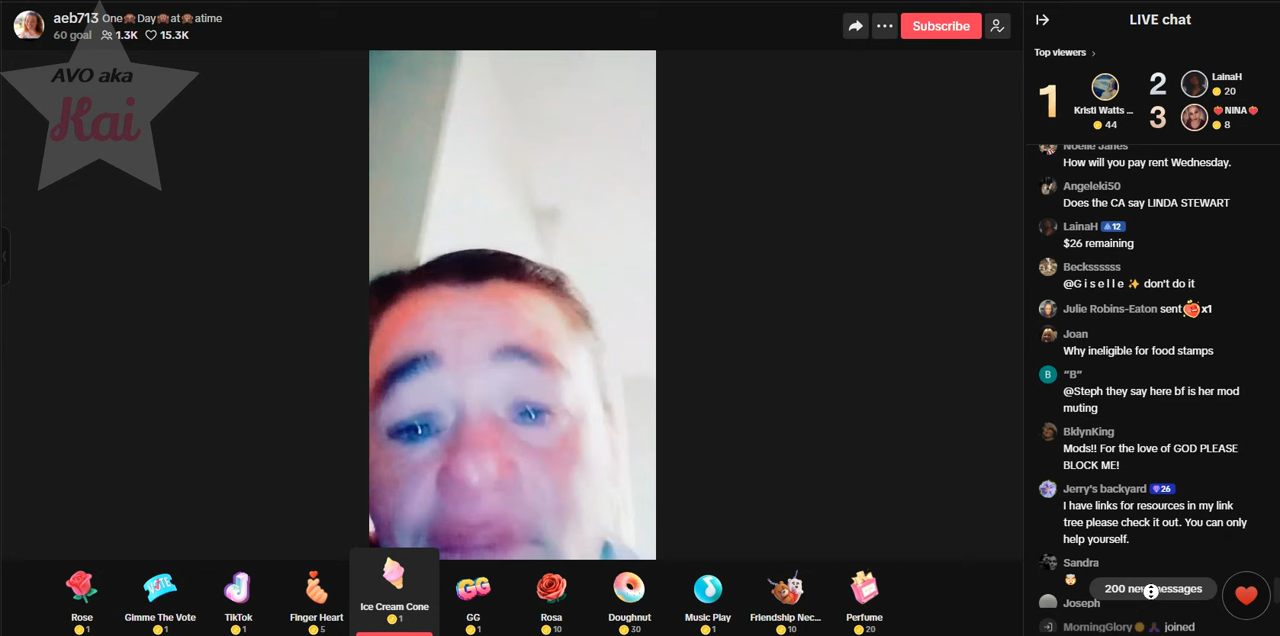 aeb713 One🙈Day🙈at🙈atime
60 goal 1.3K 15.3K
Subscribe
AVO aka
Kai
LIVE chat
Top viewers
1
Kristi Watts ...
44
2
LainaH
20
3
🍓NINA🍓
8
Noelle Janes
How will you pay rent Wednesday.
Angeleki50
Does the CA say LINDA STEWART
LainaH 12
$26 remaining
Beckssssss
@G i s e l l e ✨ don't do it
Julie Robins-Eaton sent x1
Joan
Why ineligible for food stamps
B
"B"
@Steph they say here bf is her mod
muting
BklynKing
Mods!! For the love of GOD PLEASE
BLOCK ME!
Jerry's backyard 26
I have links for resources in my link
tree please check it out. You can only
help yourself.
Sandra
200 new messages
Joseph
MorningGlory joined
VOTE
GG
Rose
1
Gimme The Vote
1
TikTok
1
Finger Heart
5
Ice Cream Cone
1
GG
1
Rosa
10
Doughnut
30
Music Play
1
Friendship Nec...
10
Perfume
20